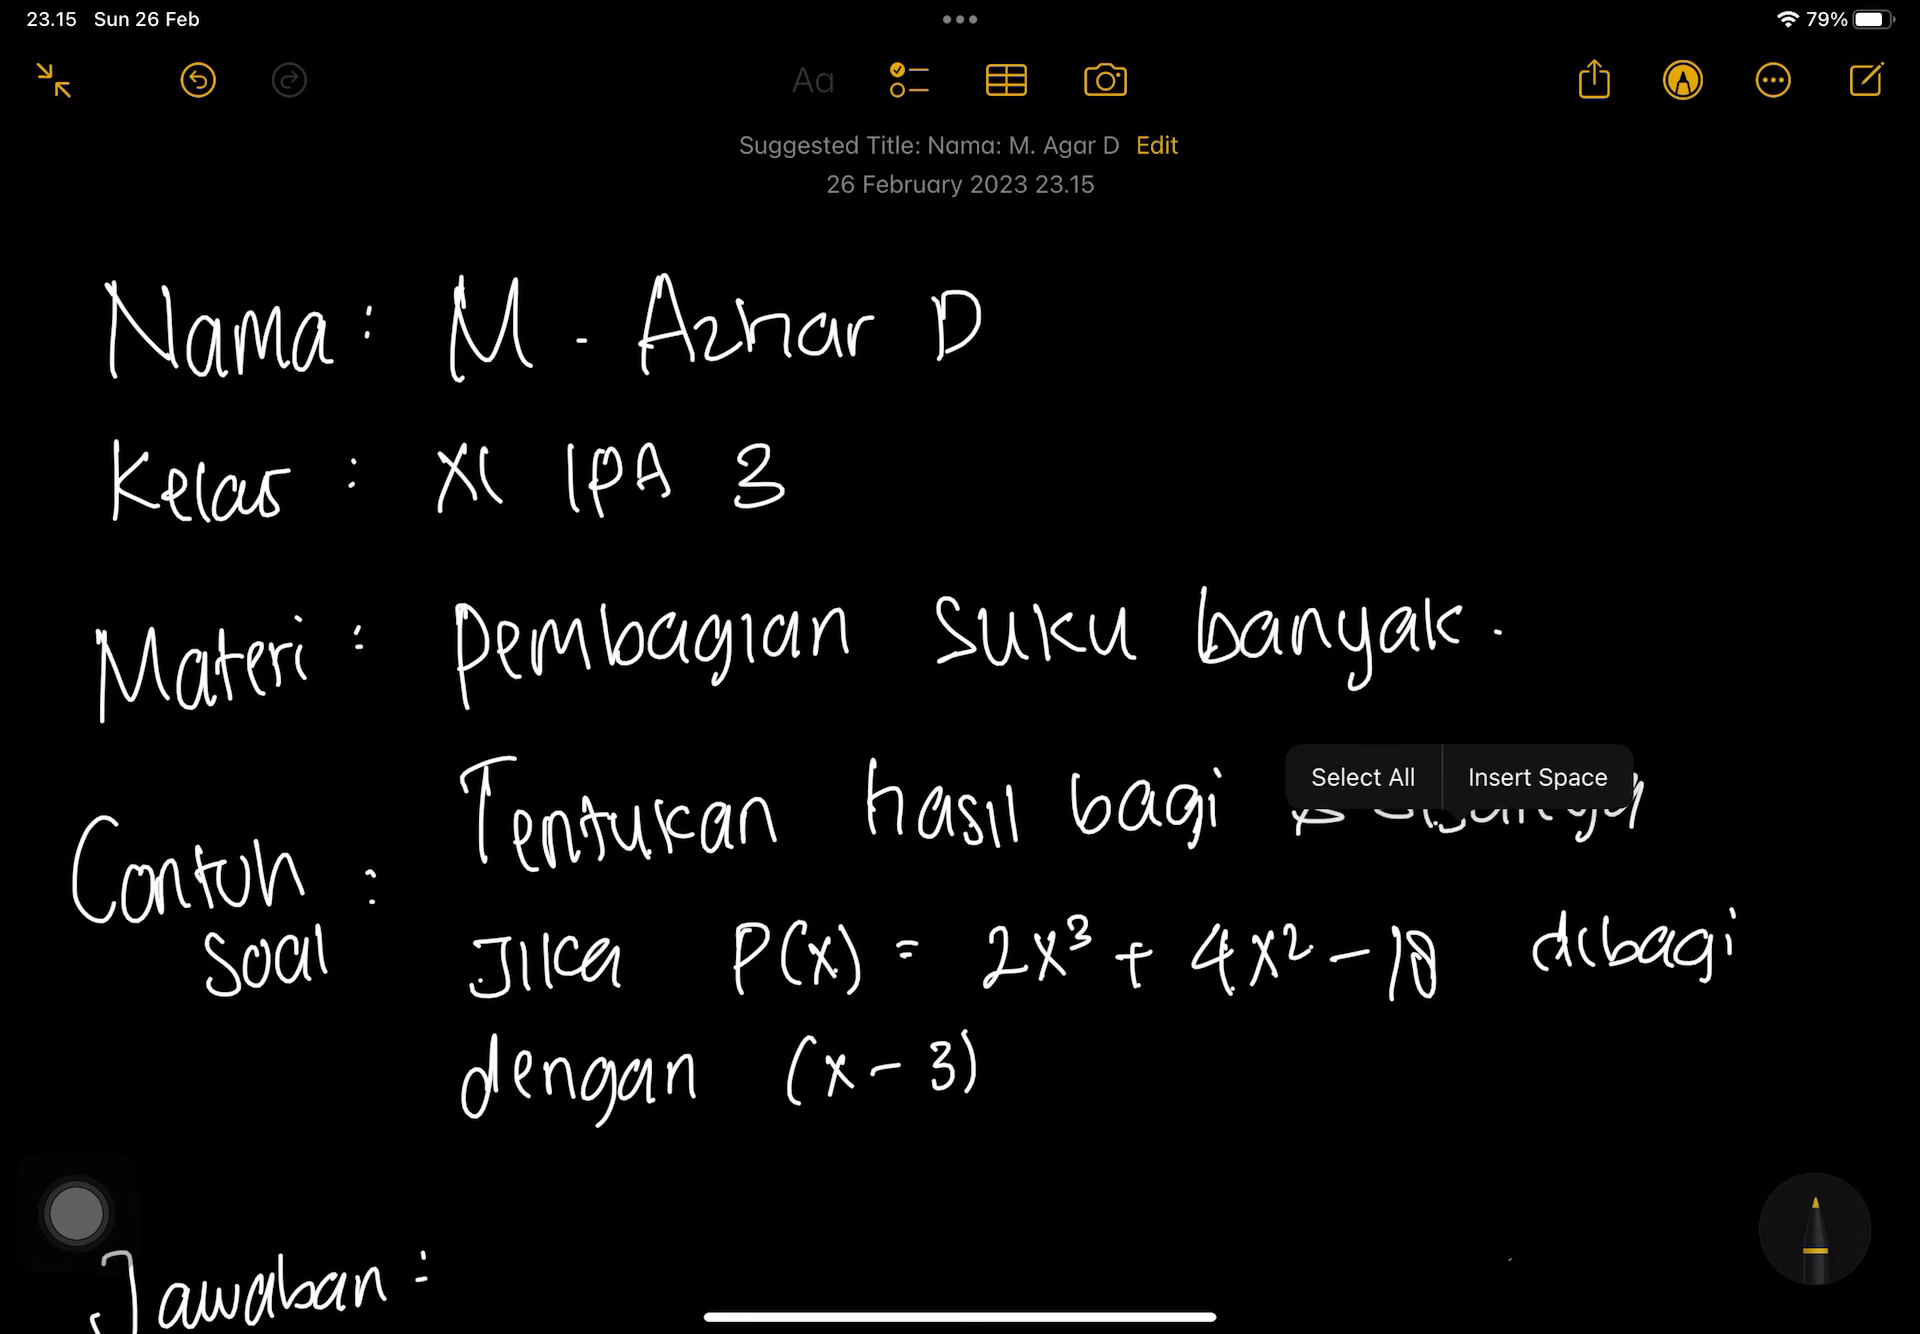 23.15 Sun 26 Feb 79%
Aa
Suggested Title: Nama: M. Agar D Edit
26 February 2023 23.15
Nama : M . Azhar D
Kelas : XI IPA 3
Materi : Pembagian suku banyak .
Select All Insert Space
Contoh : Tentukan hasil bagi
Soal Jika P(x) = 2x³ + 4x² - 18 dibagi
dengan (x - 3)
Jawaban :